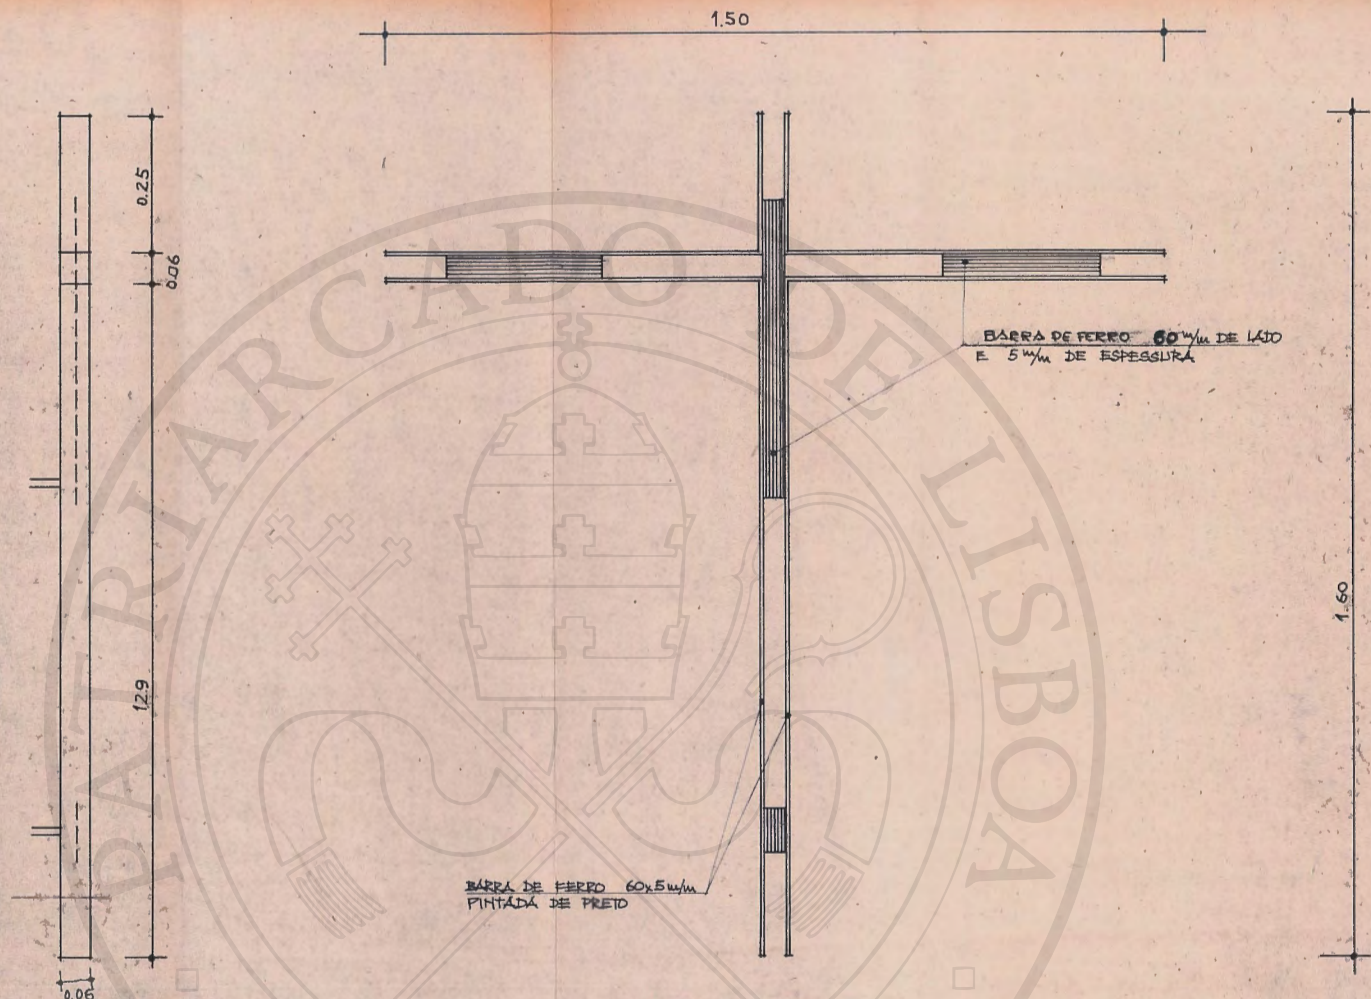 1.50
0.25
0.06
BARRA DE FERRO 60 m/m DE LADO
E 5 m/m DE ESPESSURA
1.60
1.29
BARRA DE FERRO 60x5 m/m
PINTADA DE PRETO
0.06
PATRIARCADO DE LISBOA